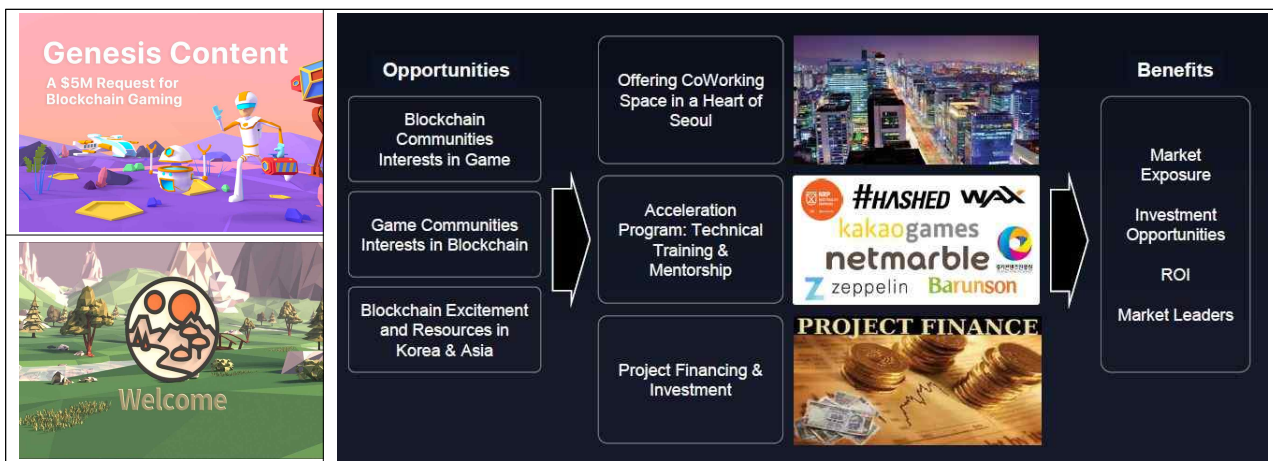 Genesis Content
A $5M Request for
Blockchain Gaming
Welcome
Opportunities
Blockchain
Communities
Interests in Game
Game Communities
Interests in Blockchain
Blockchain Excitement
and Resources in
Korea & Asia
Offering CoWorking
Space in a Heart of
Seoul
Acceleration
Program: Technical
Training &
Mentorship
Project Financing &
Investment
#HASHED WAX
kakaogames
netmarble
zeppelin Barunson
PROJECT FINANCE
Benefits
Market
Exposure
Investment
Opportunities
ROI
Market Leaders